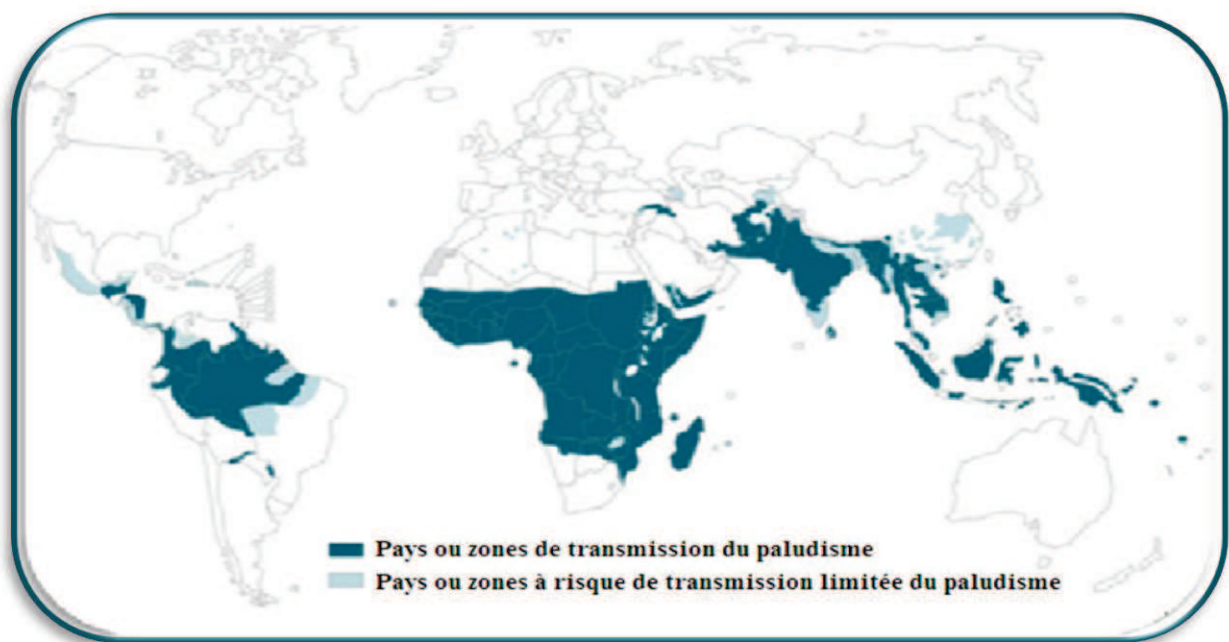 Pays ou zones de transmission du paludisme
Pays ou zones à risque de transmission limitée du paludisme